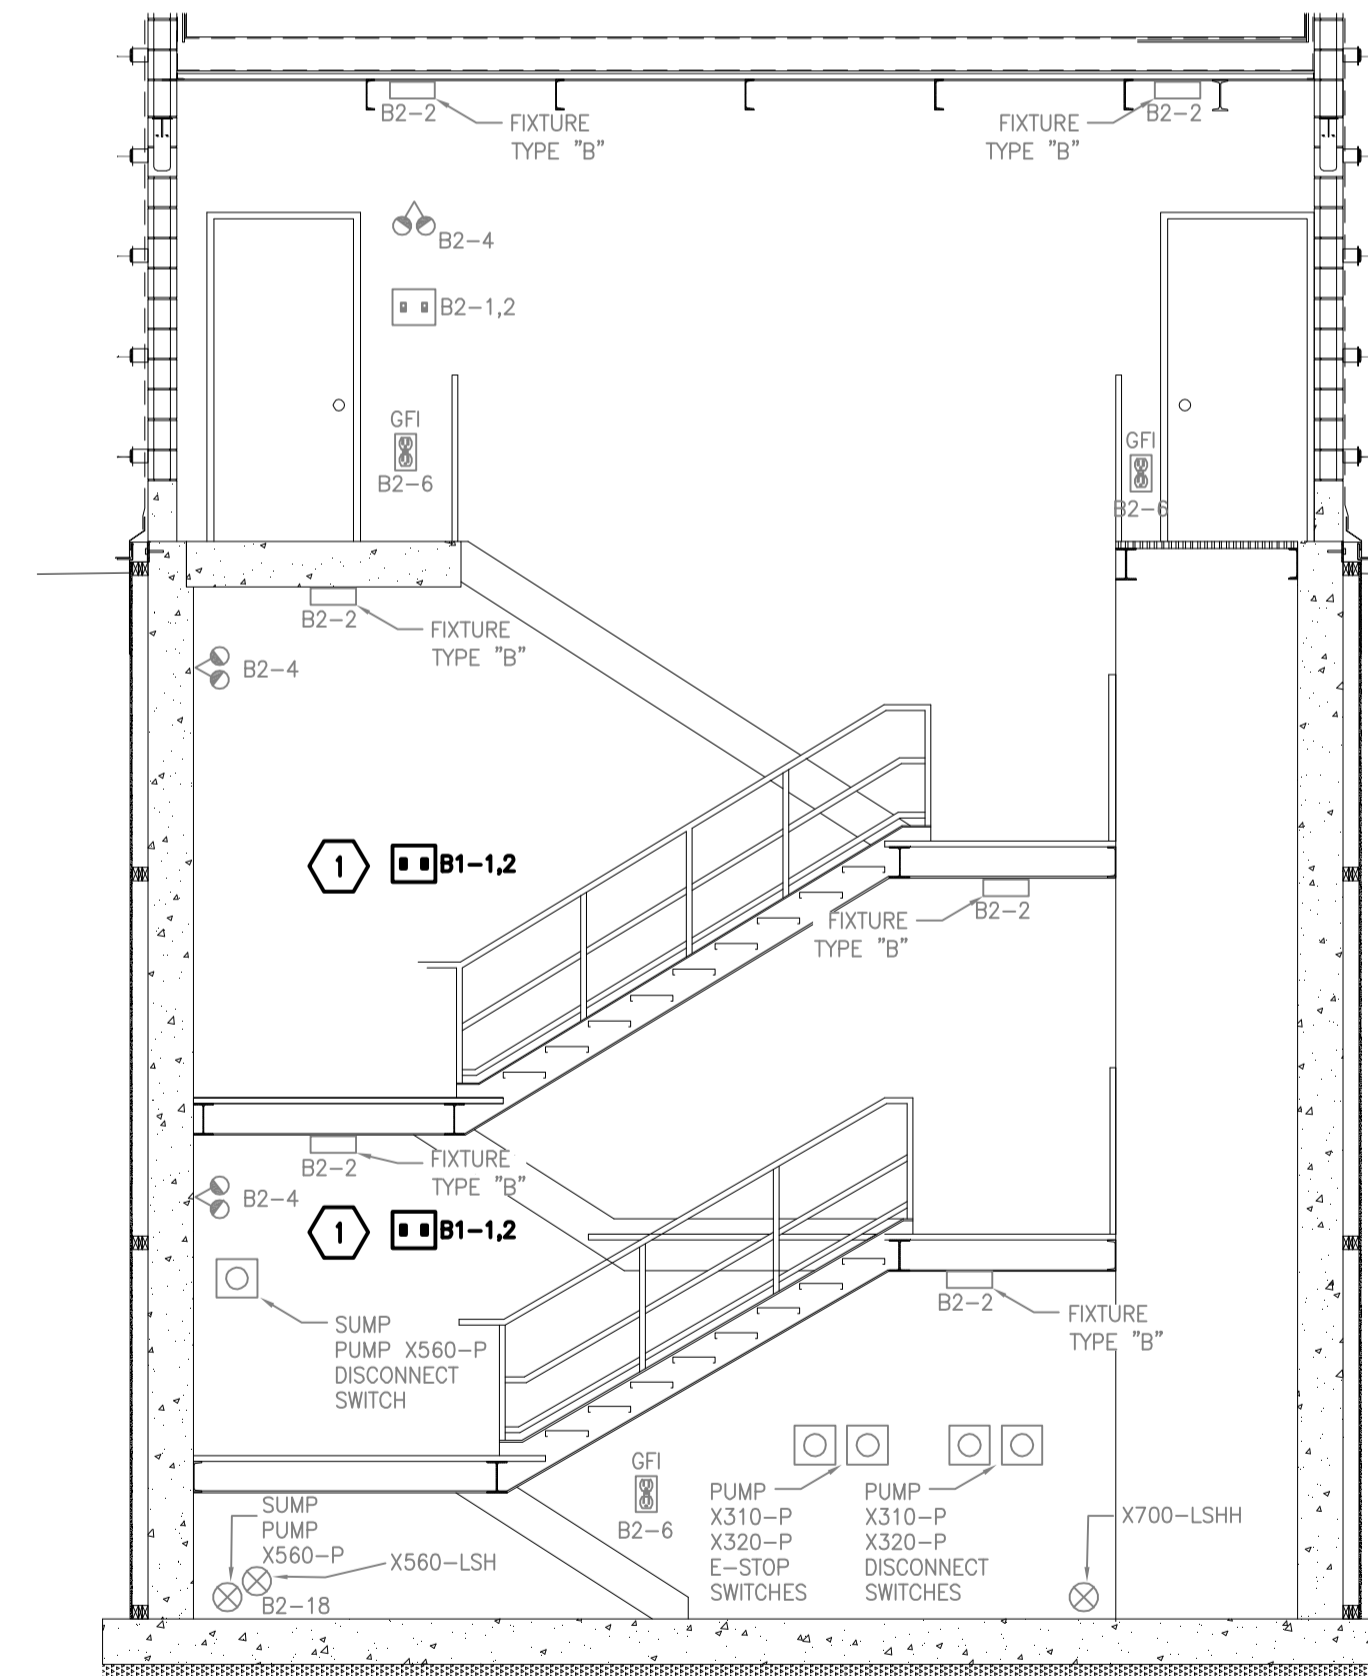 B2-2
FIXTURE
TYPE "B"
FIXTURE
TYPE "B"
B2-2
B2-4
B2-1,2
GFI
B2-6
GFI
B2-6
B2-2
FIXTURE
TYPE "B"
B2-4
1
B1-1,2
B2-2
FIXTURE
TYPE "B"
B2-2
FIXTURE
TYPE "B"
B2-4
1
B1-1,2
SUMP
PUMP X560-P
DISCONNECT
SWITCH
B2-2
FIXTURE
TYPE "B"
GFI
B2-6
PUMP
X310-P
X320-P
E-STOP
SWITCHES
PUMP
X310-P
X320-P
DISCONNECT
SWITCHES
SUMP
PUMP
X560-P
X560-LSH
B2-18
X700-LSHH